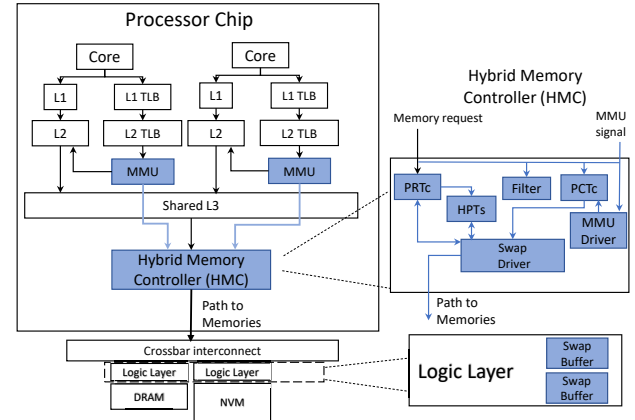 Processor Chip
Core
Core
L1
L1 TLB
L1
L1 TLB
L2
L2 TLB
L2
L2 TLB
MMU
MMU
Shared L3
Hybrid Memory
Controller (HMC)
Path to
Memories
Crossbar interconnect
Logic Layer
Logic Layer
DRAM
NVM
Hybrid Memory
Controller (HMC)
Memory request
MMU
signal
PRTc
Filter
PCTc
HPTs
MMU
Driver
Swap
Driver
Path to
Memories
Logic Layer
Swap
Buffer
Swap
Buffer